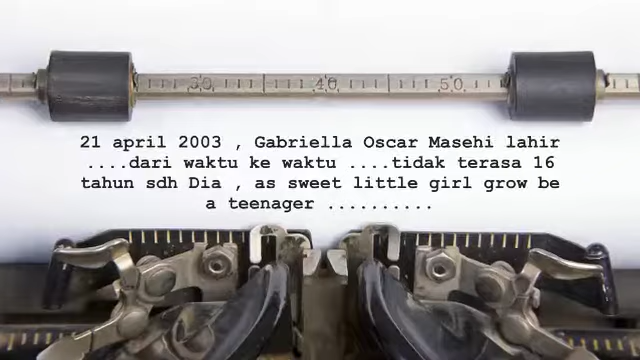 30 40 50
21 april 2003 , Gabriella Oscar Masehi lahir
....dari waktu ke waktu ....tidak terasa 16
tahun sdh Dia , as sweet little girl grow be
a teenager ..........